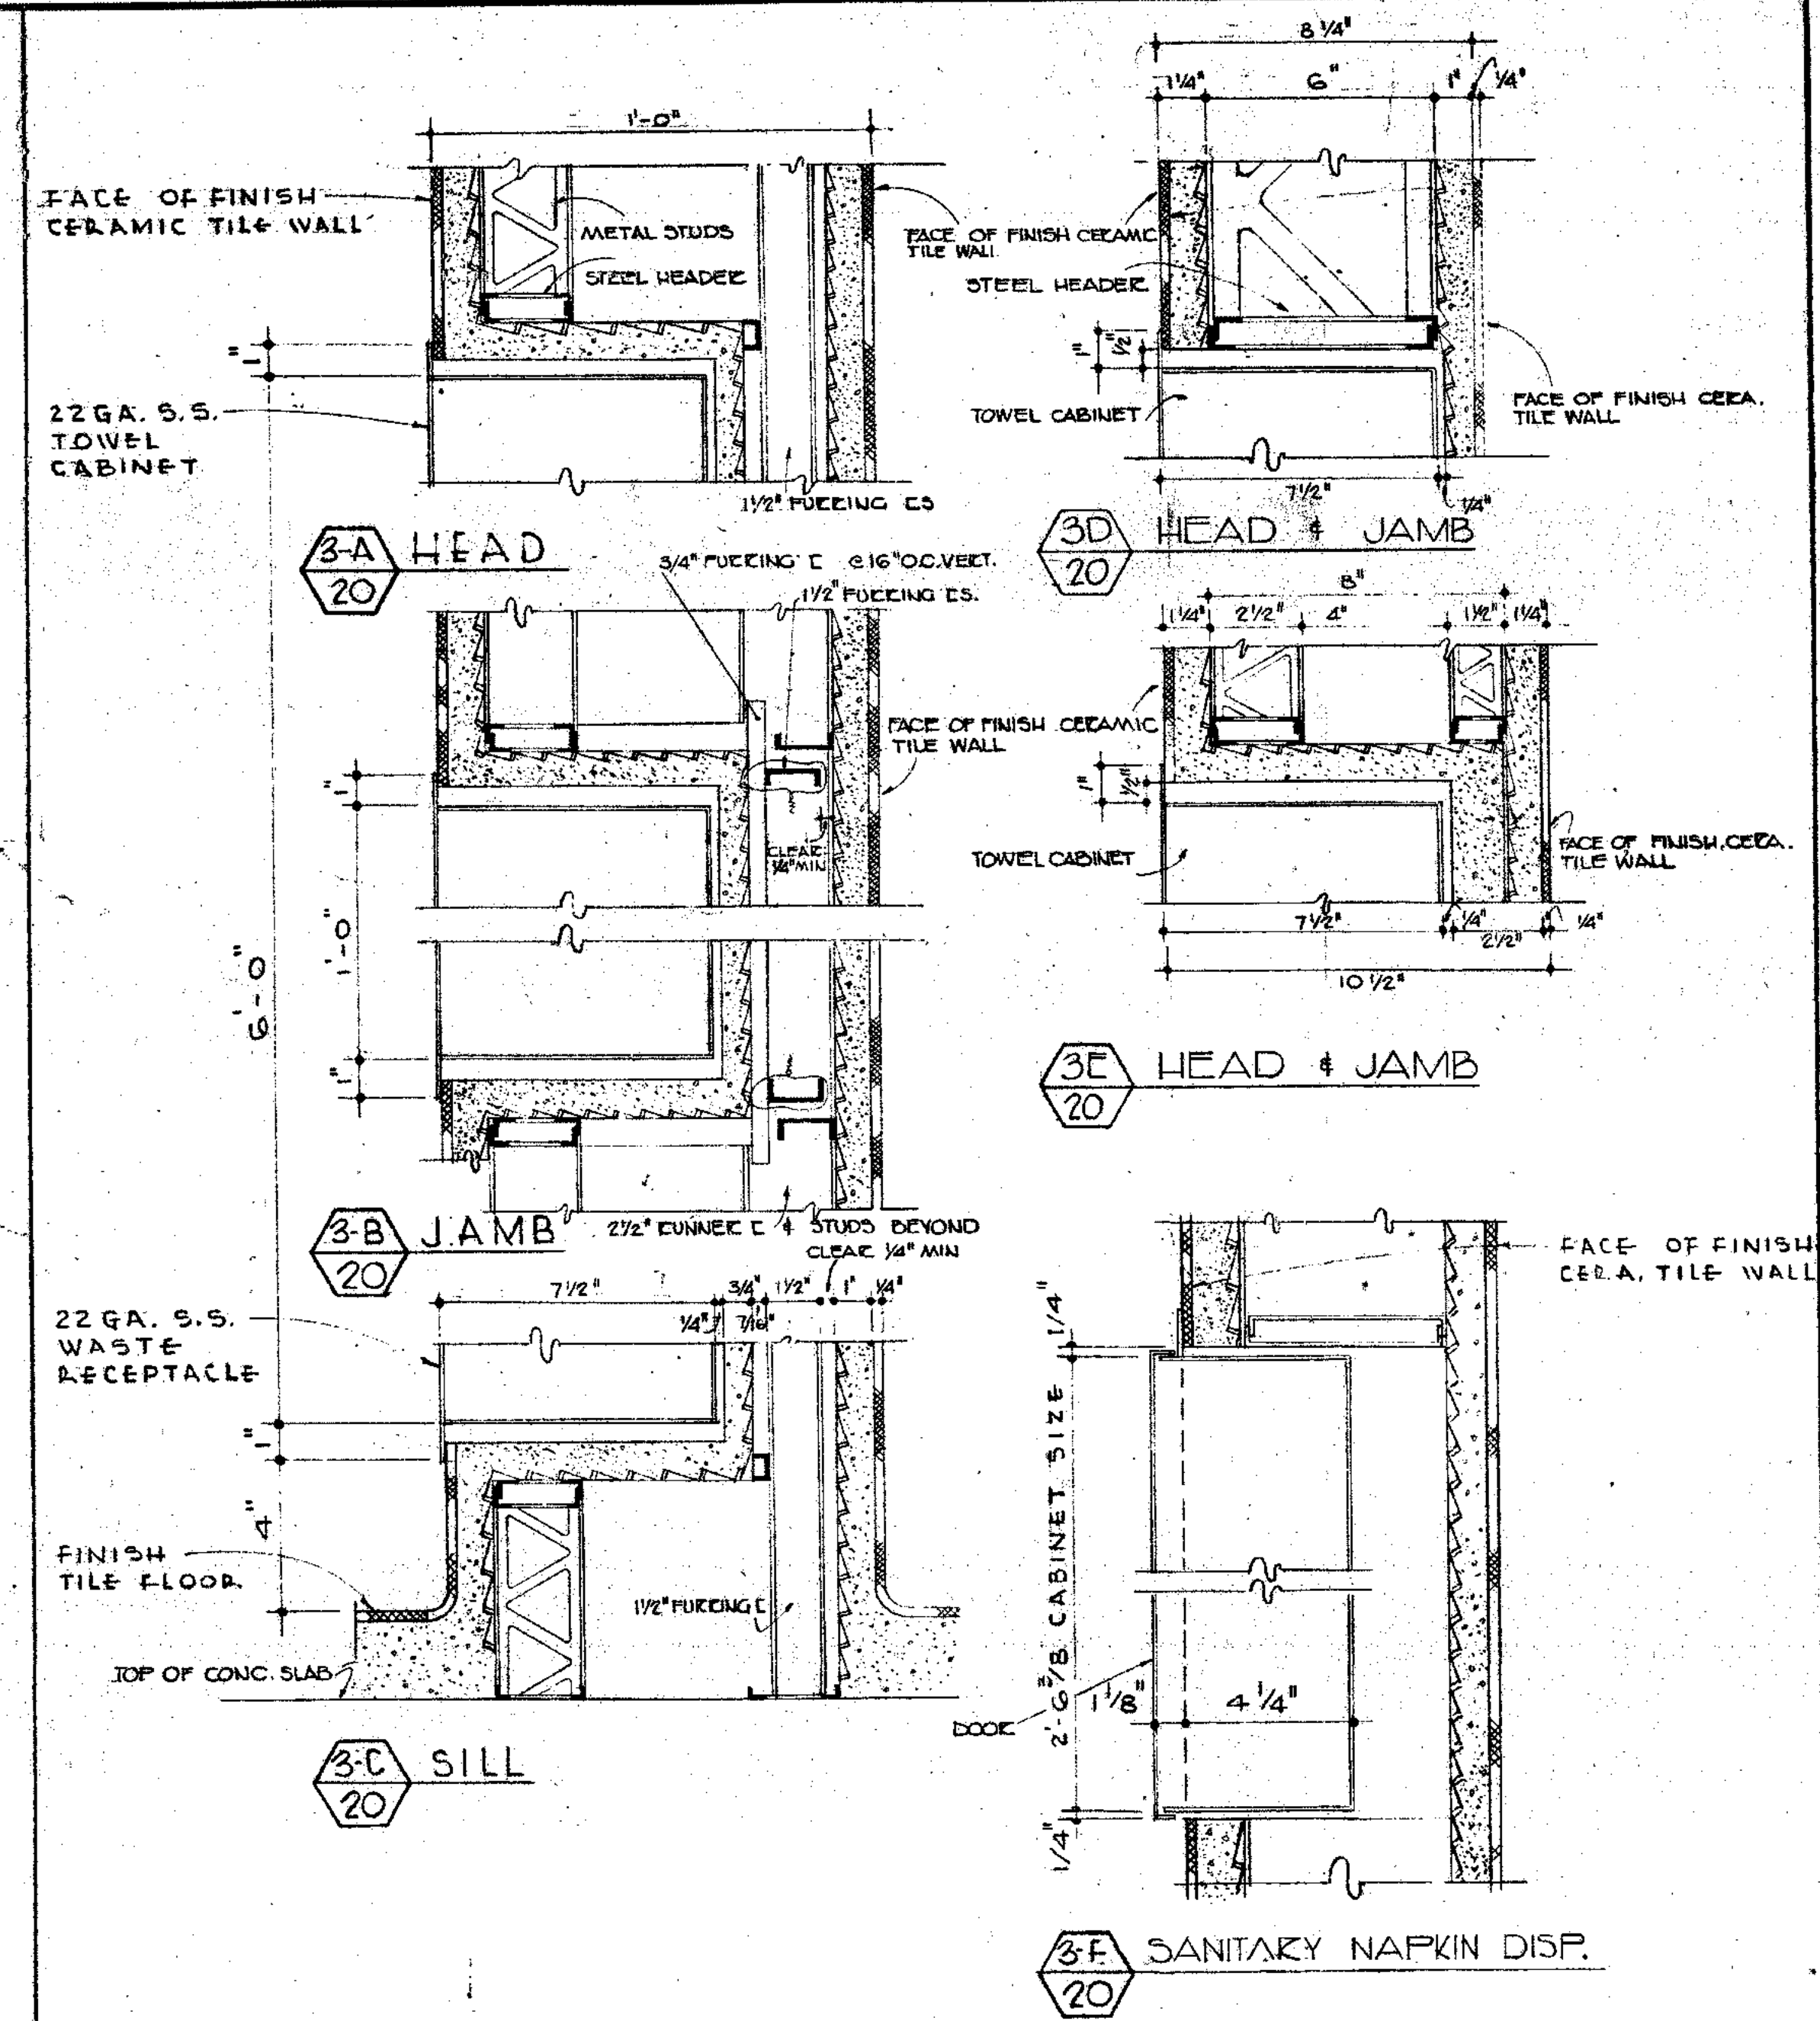 1'-0"
FACE OF FINISH
CERAMIC TILE WALL
METAL STUDS
STEEL HEADER
1"
22 GA. S.S.
TOWEL
CABINET
1 1/2" FURRING CS
3-A
20
HEAD
3/4" FURRING C @ 16" O.C. VERT.
1 1/2" FURRING CS.
1"
FACE OF FINISH CERAMIC
TILE WALL
CLEAR
1/4" MIN
1'-0"
6'-0"
1"
3-B
20
JAMB
2 1/2" RUNNER C & STUDS BEYOND
CLEAR 1/4" MIN
7 1/2"
3/4"
1 1/2"
1"
1/4"
1/4"
7/16"
22 GA. S.S.
WASTE
RECEPTACLE
1"
4"
FINISH
TILE FLOOR
1 1/2" FURRING C
TOP OF CONC. SLAB
3-C
20
SILL
8 1/4"
1 1/4"
6"
1"
1/4"
FACE OF FINISH CERAMC
TILE WALL
STEEL HEADER
1"
1/2"
TOWEL CABINET
FACE OF FINISH CERA.
TILE WALL
7 1/2"
1/4"
3D
20
HEAD & JAMB
8"
1 1/4"
2 1/2"
4"
1 1/2"
1 1/4"
1"
1/2"
TOWEL CABINET
FACE OF FINISH CERA.
TILE WALL
7 1/2"
1/4"
2 1/2"
1"
1/4"
10 1/2"
3E
20
HEAD & JAMB
FACE OF FINISH
CERA. TILE WALL
1/4"
CABINET SIZE
DOOR
1 1/8"
4 1/4"
1/4"
3-F
20
SANITARY NAPKIN DISP.